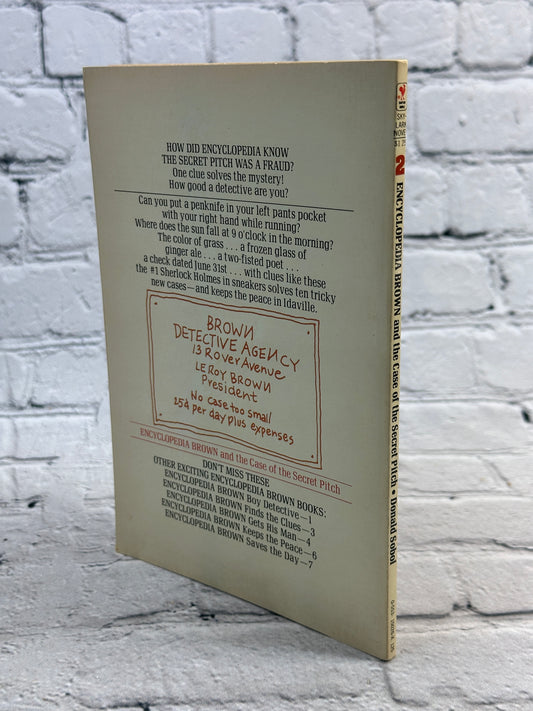 HOW DID ENCYCLOPEDIA KNOW
THE SECRET PITCH WAS A FRAUD?
One clue solves the mystery!
How good a detective are you?
Can you put a penknife in your left pants pocket
with your right hand while running?
Where does the sun fall at 9 o'clock in the morning?
The color of grass . . . a frozen glass of
ginger ale . . . a two-fisted poet . . .
a check dated June 31st . . . with clues like these
the #1 Sherlock Holmes in sneakers solves ten tricky
new cases—and keeps the peace in Idaville.
BROWN
DETECTIVE AGENCY
13 Rover Avenue
LEROY BROWN
President
No case too small
25¢ per day plus expenses
ENCYCLOPEDIA BROWN and the Case of the Secret Pitch
DON'T MISS THESE
OTHER EXCITING ENCYCLOPEDIA BROWN BOOKS:
ENCYCLOPEDIA BROWN Boy Detective—1
ENCYCLOPEDIA BROWN Finds the Clues—3
ENCYCLOPEDIA BROWN Gets His Man—4
ENCYCLOPEDIA BROWN Keeps the Peace—6
ENCYCLOPEDIA BROWN Saves the Day—7
SKY-
LARK
NOVE
$1.25
2
ENCYCLOPEDIA BROWN and the Case of the Secret Pitch • Donald Sobol